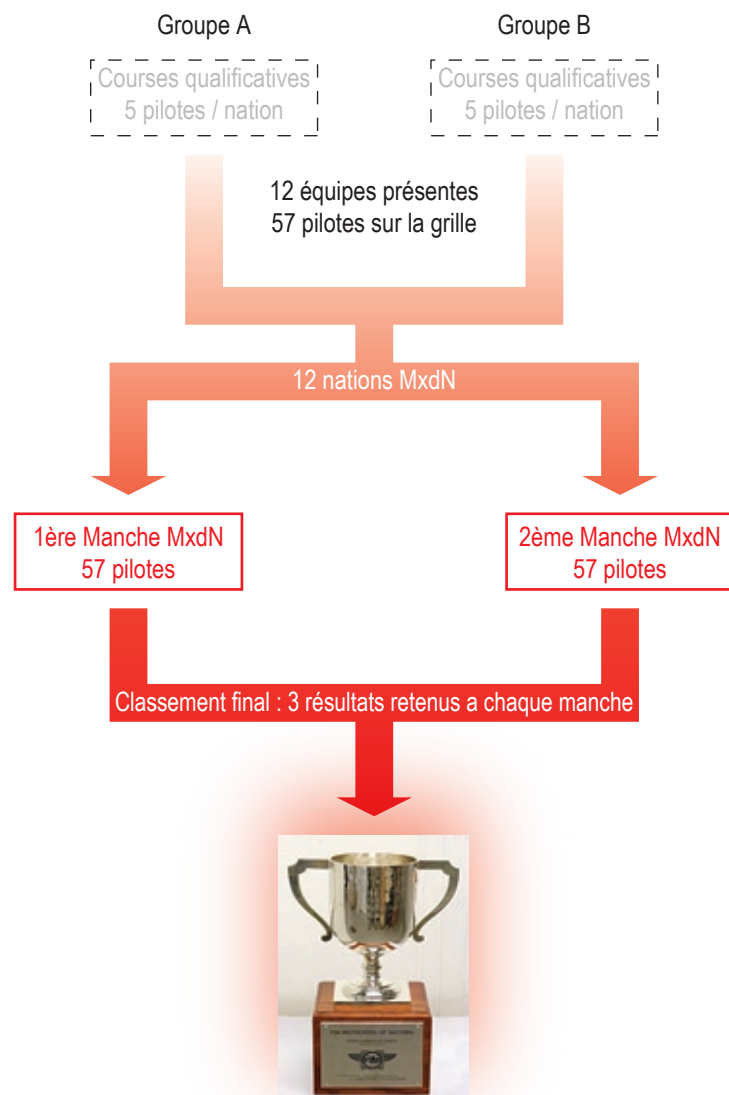 Groupe A
Groupe B
Courses qualificatives
5 pilotes / nation
Courses qualificatives
5 pilotes / nation
12 équipes présentes
57 pilotes sur la grille
12 nations MxdN
1ère Manche MxdN
57 pilotes
2ème Manche MxdN
57 pilotes
Classement final : 3 résultats retenus a chaque manche
OF NATIONS